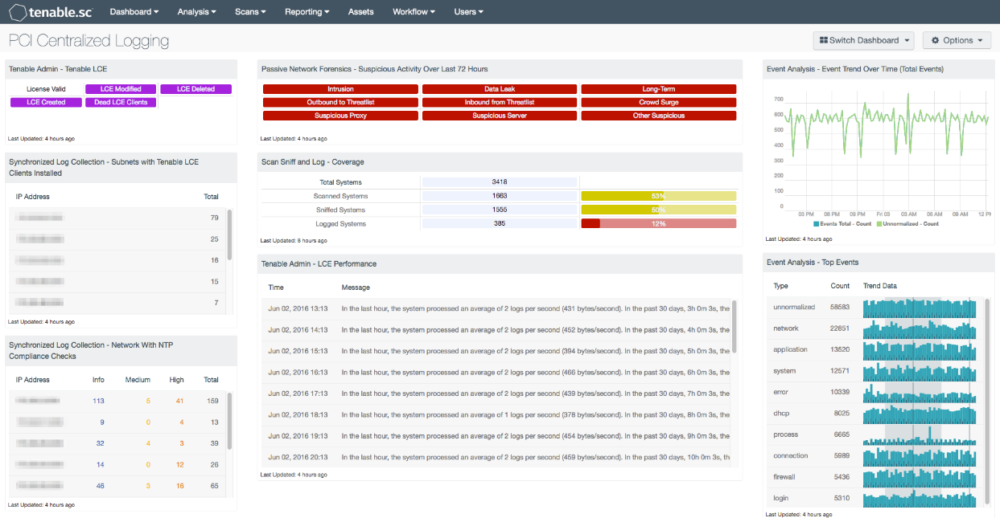 tenable.sc Dashboard Analysis Scans Reporting Assets Workflow Users
PCI Centralized Logging
Switch Dashboard Options
Tenable Admin - Tenable LCE
License Valid LCE Modified LCE Deleted
LCE Created Dead LCE Clients
Last Updated: 4 hours ago
Synchronized Log Collection - Subnets with Tenable LCE
Clients Installed
IP Address Total
79
25
16
15
7
Last Updated: 4 hours ago
Synchronized Log Collection - Network With NTP
Compliance Checks
IP Address Info Medium High Total
113 5 41 159
9 0 4 13
32 4 3 39
14 0 12 26
46 3 16 65
Last Updated: 4 hours ago
Passive Network Forensics - Suspicious Activity Over Last 72 Hours
Intrusion Data Leak Long-Term
Outbound to Threatlist Inbound from Threatlist Crowd Surge
Suspicious Proxy Suspicious Server Other Suspicious
Last Updated: 4 hours ago
Scan Sniff and Log - Coverage
Total Systems 3418
Scanned Systems 1663 53%
Sniffed Systems 1555 50%
Logged Systems 385 12%
Last Updated: 8 hours ago
Tenable Admin - LCE Performance
Time Message
Jun 02, 2016 13:13 In the last hour, the system processed an average of 2 logs per second (431 bytes/second). In the past 30 days, 3h 0m 3s, the
Jun 02, 2016 14:13 In the last hour, the system processed an average of 2 logs per second (452 bytes/second). In the past 30 days, 4h 0m 3s, the
Jun 02, 2016 15:13 In the last hour, the system processed an average of 2 logs per second (394 bytes/second). In the past 30 days, 5h 0m 3s, the
Jun 02, 2016 16:13 In the last hour, the system processed an average of 2 logs per second (466 bytes/second). In the past 30 days, 6h 0m 3s, the
Jun 02, 2016 17:13 In the last hour, the system processed an average of 2 logs per second (439 bytes/second). In the past 30 days, 7h 0m 3s, the
Jun 02, 2016 18:13 In the last hour, the system processed an average of 1 logs per second (378 bytes/second). In the past 30 days, 8h 0m 3s, the
Jun 02, 2016 19:13 In the last hour, the system processed an average of 2 logs per second (454 bytes/second). In the past 30 days, 9h 0m 3s, the
Jun 02, 2016 20:13 In the last hour, the system processed an average of 2 logs per second (459 bytes/second). In the past 30 days, 10h 0m 3s, th
Last Updated: 4 hours ago
Event Analysis - Event Trend Over Time (Total Events)
700
600
500
400
300
200
100
0
03 PM 06 PM 09 PM Fri 03 03 AM 06 AM 09 AM 12 PM
Events Total - Count Unnormalized - Count
Last Updated: 4 hours ago
Event Analysis - Top Events
Type Count Trend Data
unnormalized 58583
network 22851
application 13520
system 12571
error 10339
dhcp 8025
process 6665
connection 5989
firewall 5436
login 5310
Last Updated: 4 hours ago